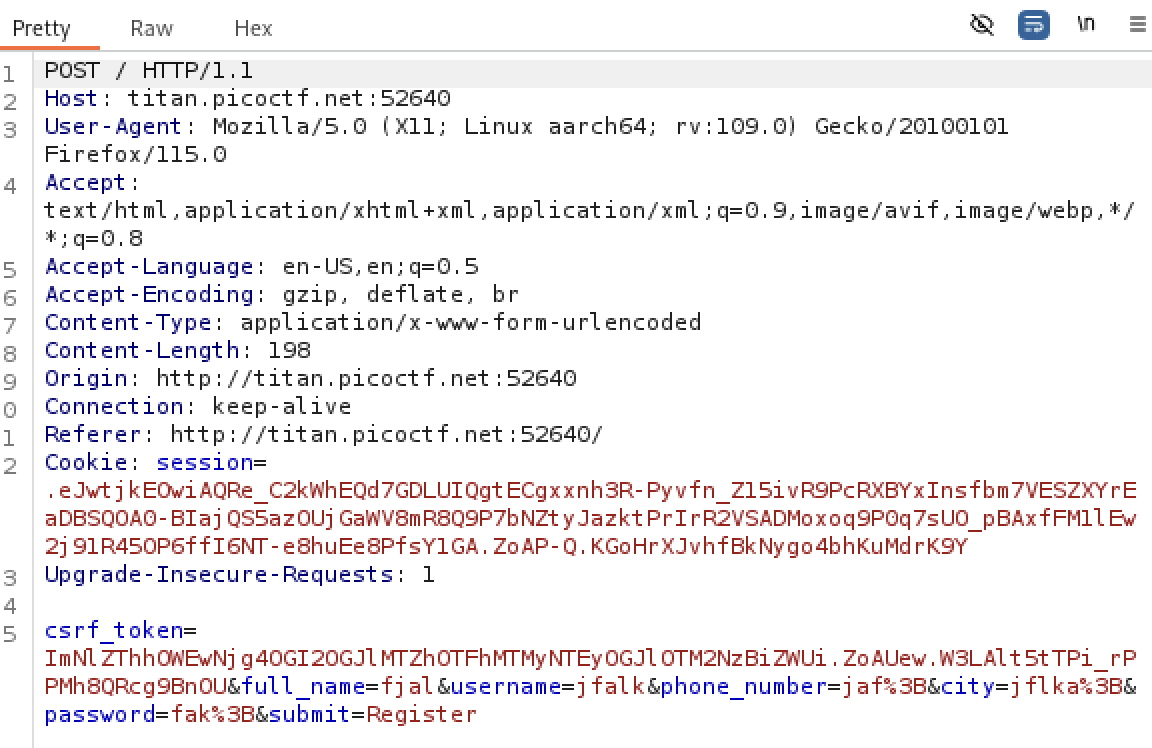 Pretty Raw Hex \n
1 POST / HTTP/1.1
2 Host: titan.picoctf.net:52640
3 User-Agent: Mozilla/5.0 (X11; Linux aarch64; rv:109.0) Gecko/20100101
Firefox/115.0
4 Accept:
text/html,application/xhtml+xml,application/xml;q=0.9,image/avif,image/webp,*/
*;q=0.8
5 Accept-Language: en-US,en;q=0.5
6 Accept-Encoding: gzip, deflate, br
7 Content-Type: application/x-www-form-urlencoded
8 Content-Length: 198
9 Origin: http://titan.picoctf.net:52640
0 Connection: keep-alive
1 Referer: http://titan.picoctf.net:52640/
2 Cookie: session=
.eJwtjkEOwiAQRe_C2kWhEQd7GDLUIQgtECgxxnh3R-Pyvfn_Z15ivR9PcRXBYxInsfbm7VESZXYrE
aDBSQOA0-BIajQS5azOUjGaWV8mR8Q9P7bNZtyJazktPrIrR2VSADMoxoq9P0q7sUO_pBAxfFM1lEw
2j91R45OP6ffI6NT-e8huEe8PfsY1GA.ZoAP-Q.KGoHrXJvhfBkNygo4bhKuMdrK9Y
3 Upgrade-Insecure-Requests: 1
4
5 csrf_token=
ImNlZThhOWEwNjg4OGI2OGJlMTZhOTFhMTMyNTEyOGJlOTM2NzBiZWUi.ZoAUew.W3LAlt5tTPi_rP
PMh8QRcg9BnOU&full_name=fjal&username=jfalk&phone_number=jaf%3B&city=jflka%3B&
password=fak%3B&submit=Register